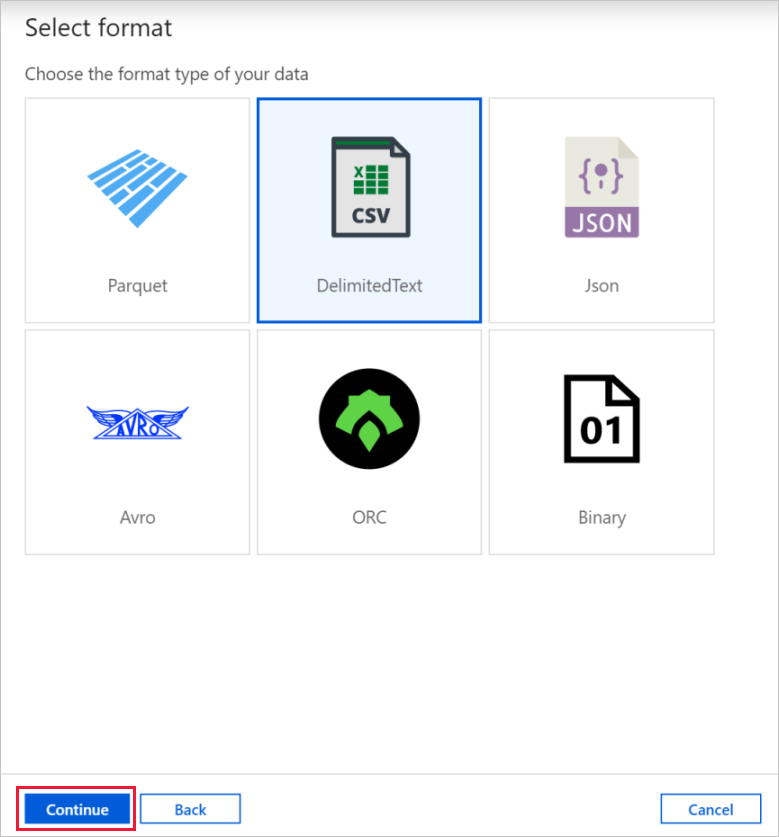 Select format
Choose the format type of your data
X
CSV
{ } JSON
Parquet
DelimitedText
Json
AVRO
01
Avro
ORC
Binary
Continue
Back
Cancel